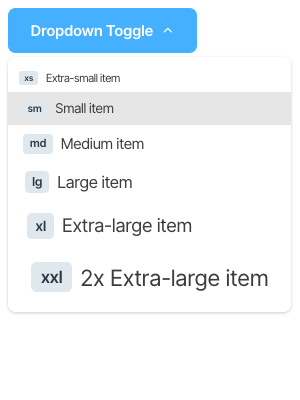 Dropdown Toggle
xs Extra-small item
sm Small item
md Medium item
lg Large item
xl Extra-large item
xxl 2x Extra-large item